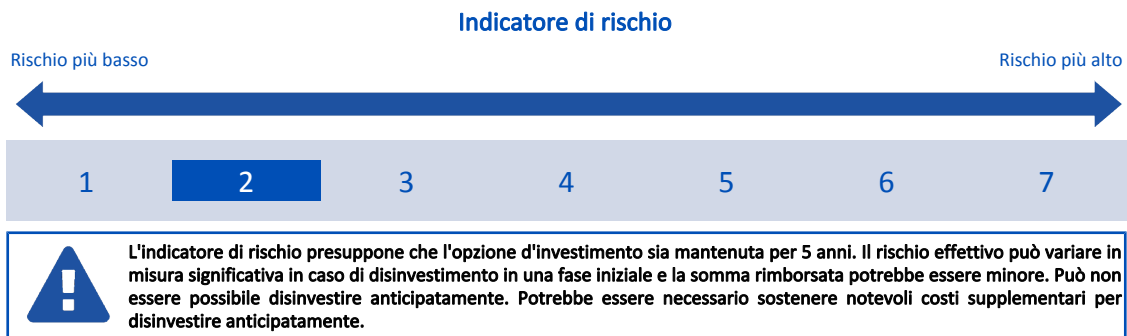 Indicatore di rischio
Rischio più basso
Rischio più alto
1 2 3 4 5 6 7
L'indicatore di rischio presuppone che l'opzione d'investimento sia mantenuta per 5 anni. Il rischio effettivo può variare in
misura significativa in caso di disinvestimento in una fase iniziale e la somma rimborsata potrebbe essere minore. Può non
essere possibile disinvestire anticipatamente. Potrebbe essere necessario sostenere notevoli costi supplementari per
disinvestire anticipatamente.